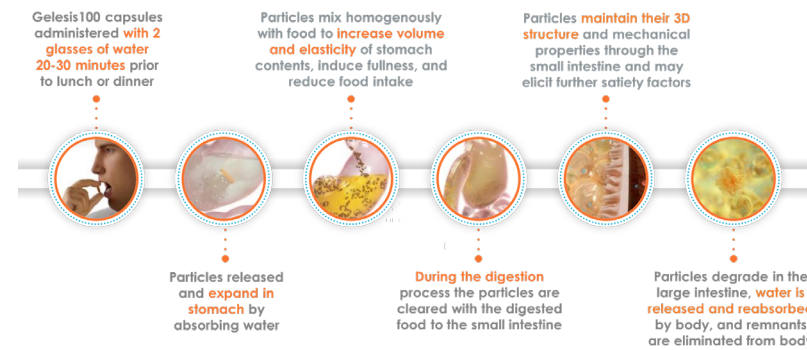 Gelesis100 capsules
administered with 2
glasses of water
20-30 minutes prior
to lunch or dinner
Particles released
and expand in
stomach by
absorbing water
Particles mix homogenously
with food to increase volume
and elasticity of stomach
contents, induce fullness, and
reduce food intake
During the digestion
process the particles are
cleared with the digested
food to the small intestine
Particles maintain their 3D
structure and mechanical
properties through the
small intestine and may
elicit further satiety factors
Particles degrade in the
large intestine, water is
released and reabsorbed
by body, and remnants
are eliminated from body